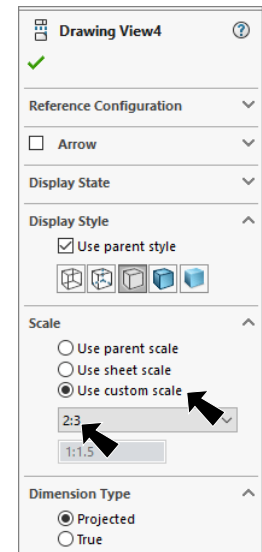 Drawing View4
Reference Configuration
Arrow
Display State
Display Style
Use parent style
Scale
Use parent scale
Use sheet scale
Use custom scale
2:3
1:1.5
Dimension Type
Projected
True